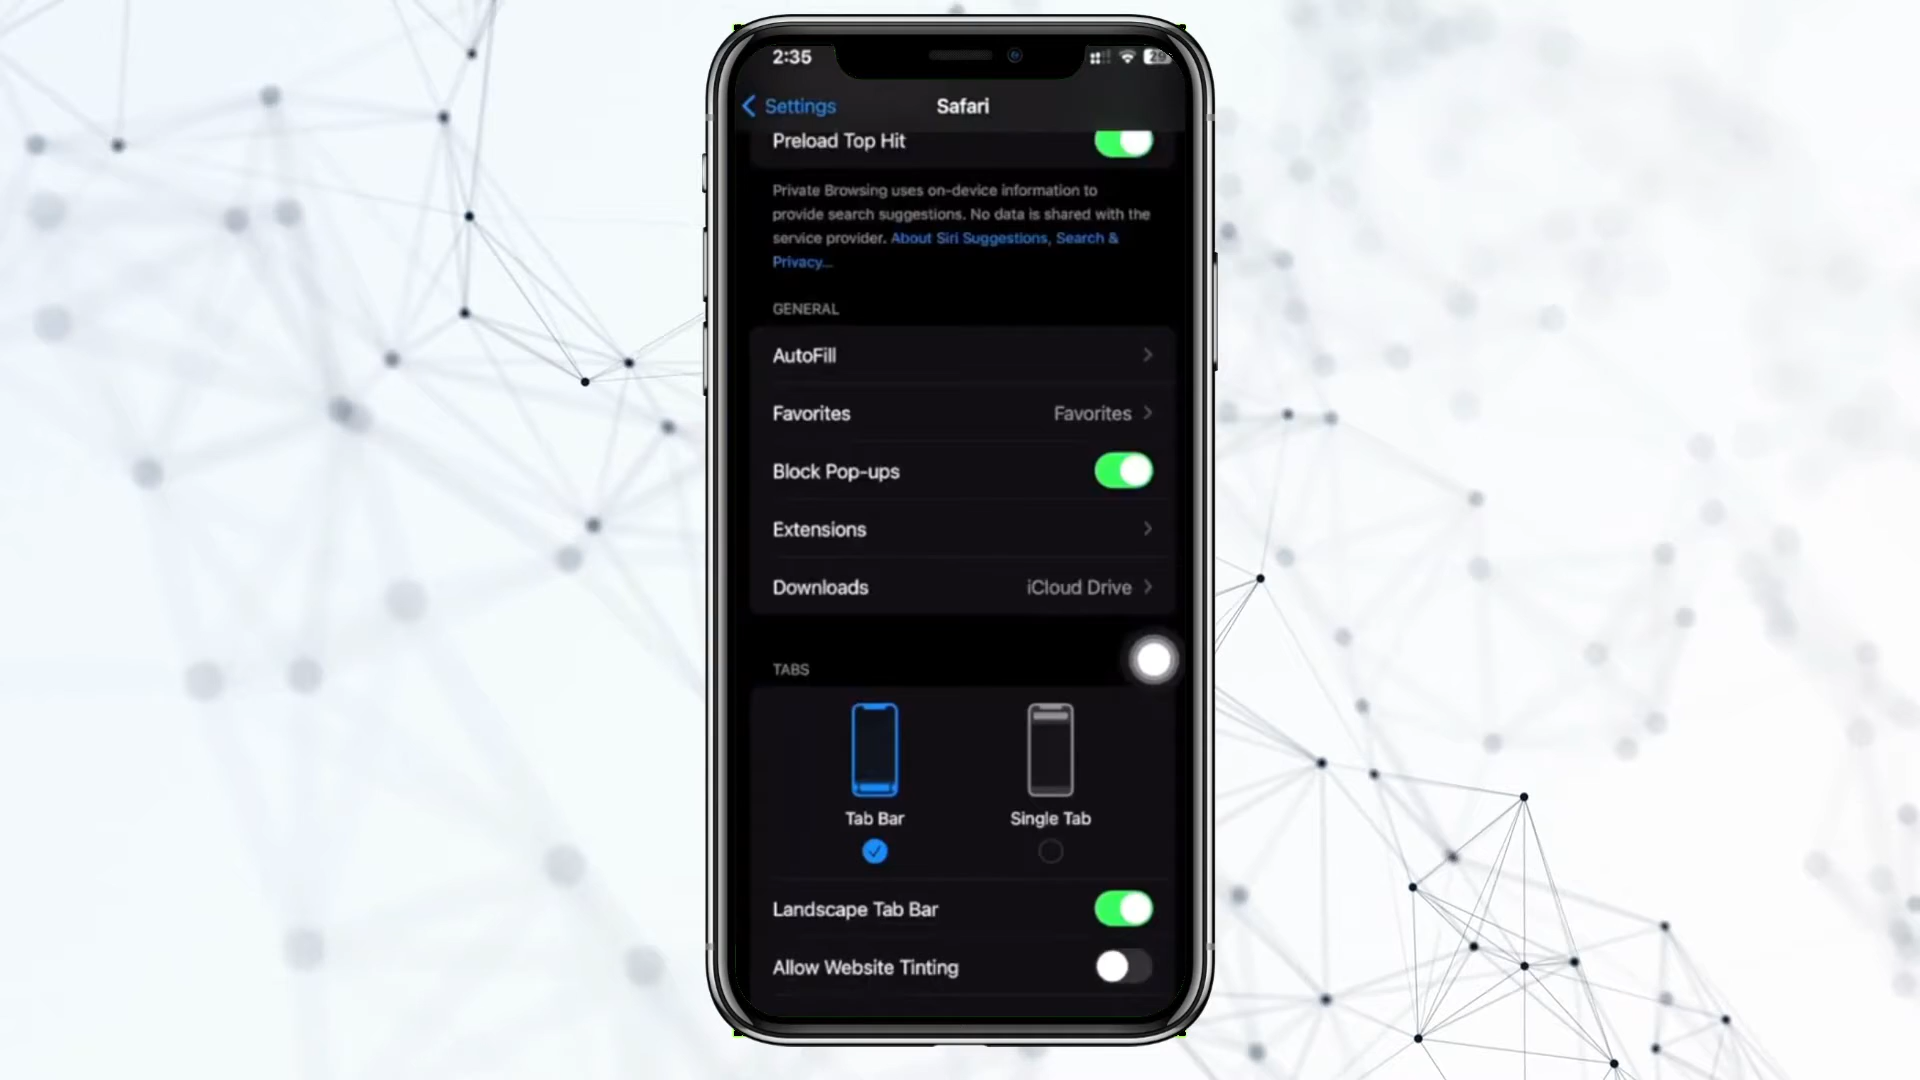 2:35
Settings
Safari
Preload Top Hit
Private Browsing uses on-device information to
provide search suggestions. No data is shared with the
service provider. About Siri Suggestions, Search &
Privacy...
GENERAL
AutoFill
Favorites Favorites
Block Pop-ups
Extensions
Downloads iCloud Drive
TABS
Tab Bar Single Tab
Landscape Tab Bar
Allow Website Tinting